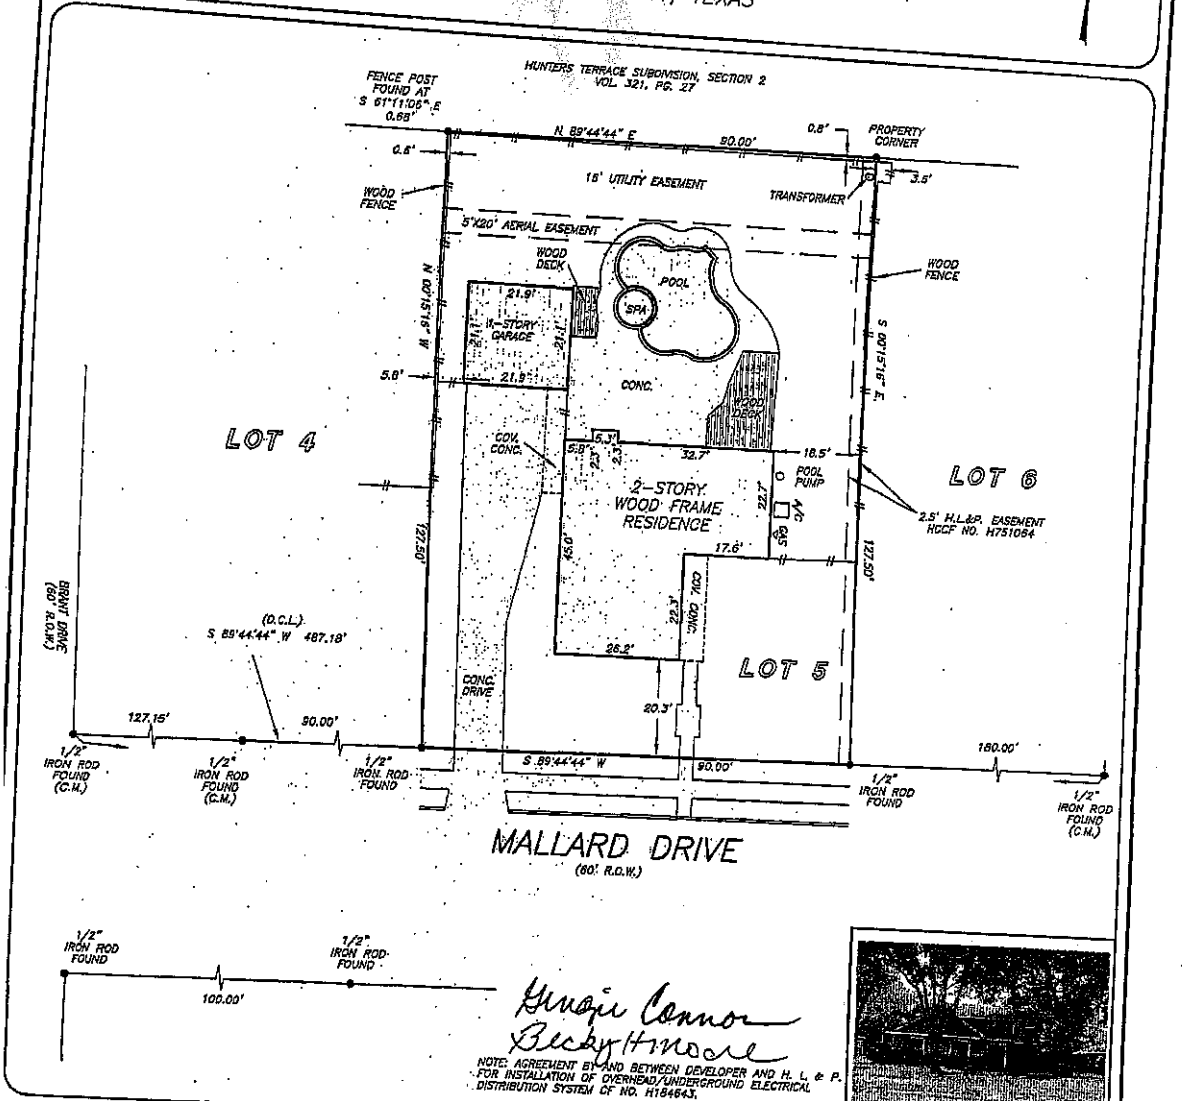 TEXAS
HUNTERS TERRACE SUBDIVISION, SECTION 2
VOL. 321, PG. 27
FENCE POST
FOUND AT
S 61°11'06" E
0.68'
N 89°44'44" E
90.00'
0.8'
PROPERTY
CORNER
0.6'
3.5'
WOOD
FENCE
UTILITY EASEMENT
TRANSFORMER
5'X20' AERIAL EASEMENT
WOOD
DECK
POOL
SPA
WOOD
FENCE
N 00°15'16" W
S 00°15'16" E
21.9'
1-STORY
GARAGE
21.1'
21.1'
21.9'
5.8'
CONC.
WOOD
DECK
LOT 4
COV.
CONC.
5.8'
5.3'
2.3'
2.3'
32.7'
18.5'
POOL
PUMP
LOT 6
2-STORY
WOOD FRAME
RESIDENCE
22.7'
A/C
GAS
2.5' H.L.&P. EASEMENT
HCCF NO. H751064
45.0'
17.6'
127.50'
127.50'
BRANT DRIVE
(60' R.O.W.)
COV. CONC.
22.3'
(D.C.L.)
S 89°44'44" W 487.18'
26.2'
LOT 5
CONC.
DRIVE
20.3'
127.15'
90.00'
S 89°44'44" W
90.00'
180.00'
1/2"
IRON ROD
FOUND
(C.M.)
1/2"
IRON ROD
FOUND
(C.M.)
1/2"
IRON ROD
FOUND
1/2"
IRON ROD
FOUND
1/2"
IRON ROD
FOUND
(C.M.)
MALLARD DRIVE
(60' R.O.W.)
1/2"
IRON ROD
FOUND
1/2"
IRON ROD
FOUND
100.00'
Connor
Becky
NOTE: AGREEMENT BY AND BETWEEN DEVELOPER AND H. L. & P.
FOR INSTALLATION OF OVERHEAD/UNDERGROUND ELECTRICAL
DISTRIBUTION SYSTEM CF NO. H184643.